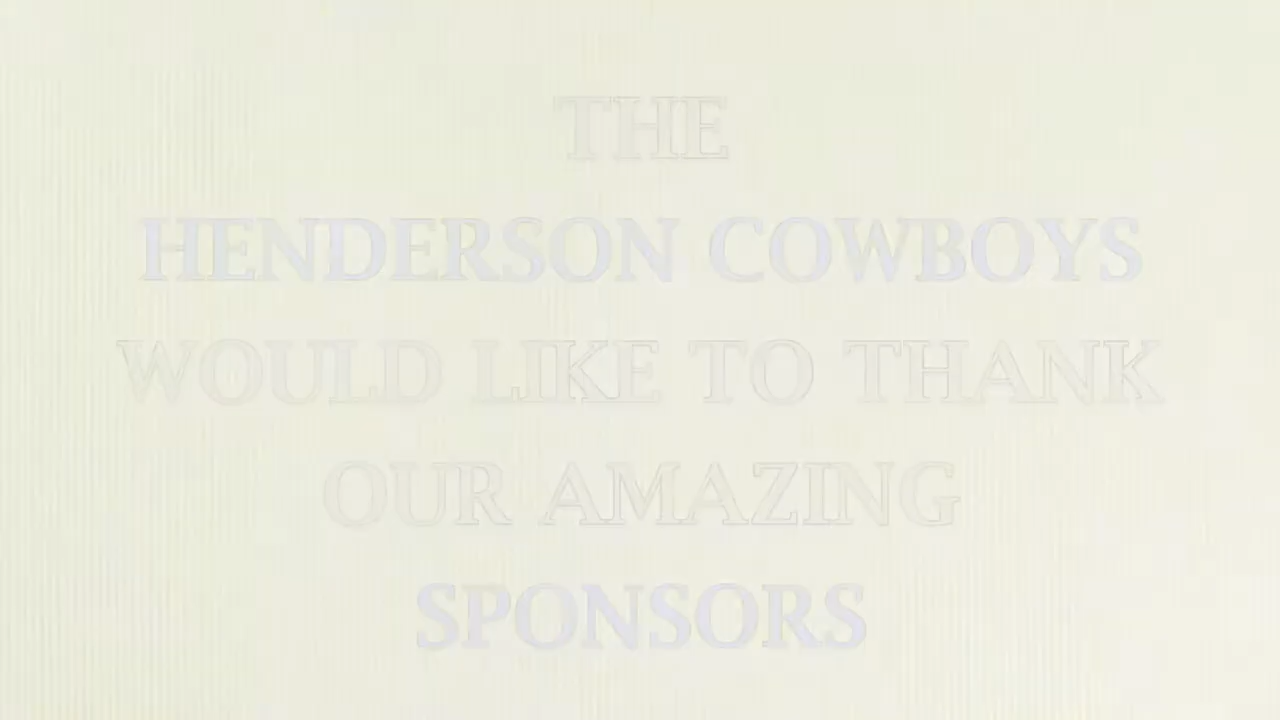 THE
HENDERSON COWBOYS
WOULD LIKE TO THANK
OUR AMAZING
SPONSORS